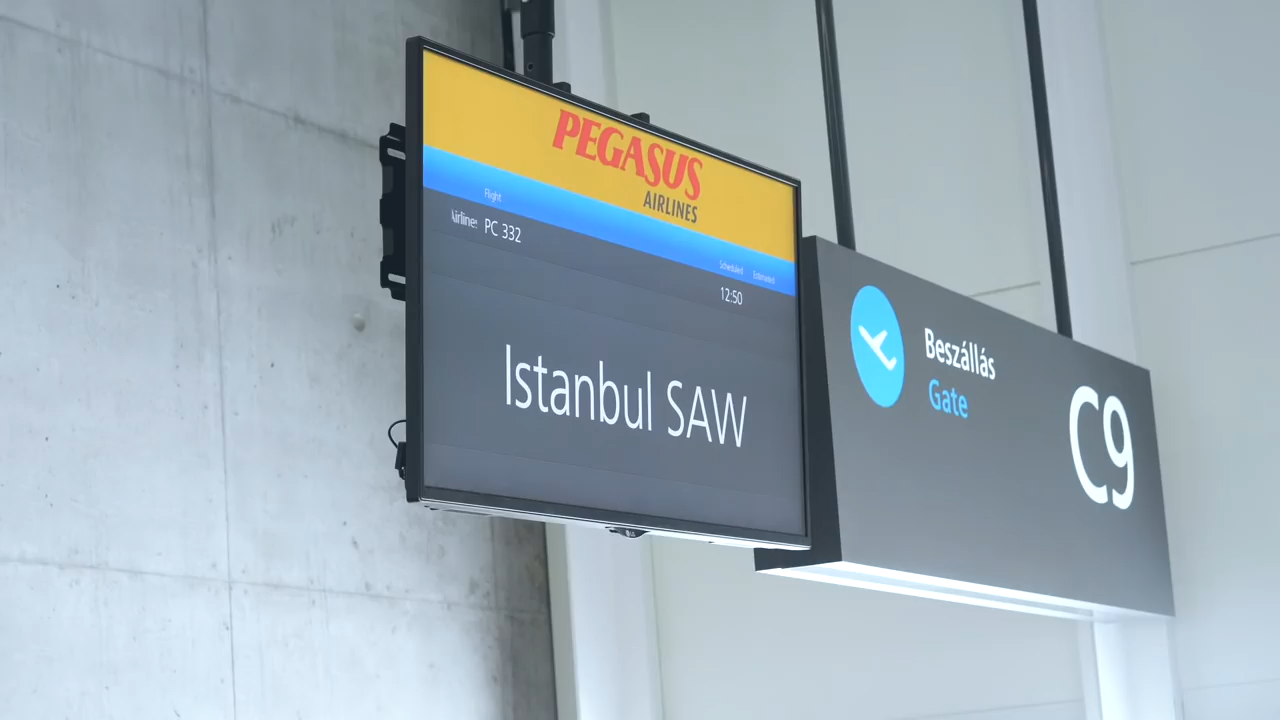 PEGASUS
AIRLINES
Flight
Airline: PC 332
Scheduled Estimated
12:50
Istanbul SAW
Beszállás
Gate
C9